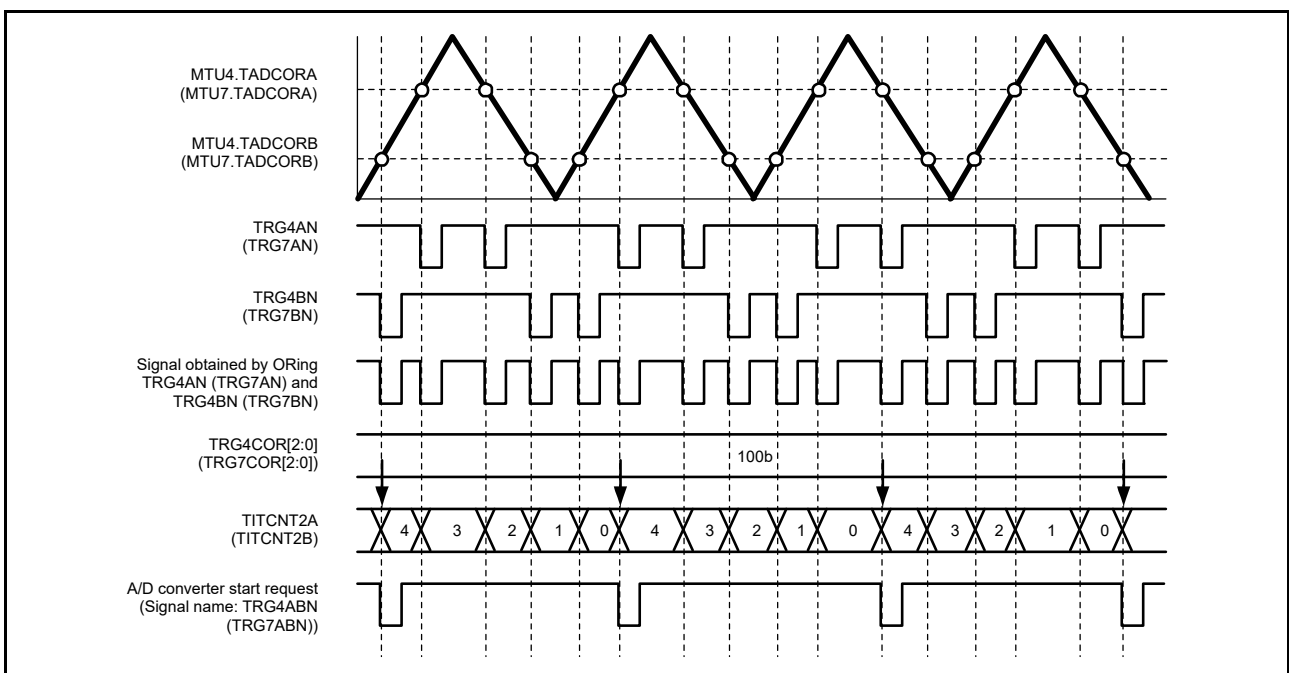 MTU4.TADCORA
(MTU7.TADCORA)
MTU4.TADCORB
(MTU7.TADCORB)
TRG4AN
(TRG7AN)
TRG4BN
(TRG7BN)
Signal obtained by ORing
TRG4AN (TRG7AN) and
TRG4BN (TRG7BN)
TRG4COR[2:0]
(TRG7COR[2:0])
100b
TITCNT2A
(TITCNT2B)
4 3 2 1 0 4 3 2 1 0 4 3 2 1 0
A/D converter start request
(Signal name: TRG4ABN
(TRG7ABN))